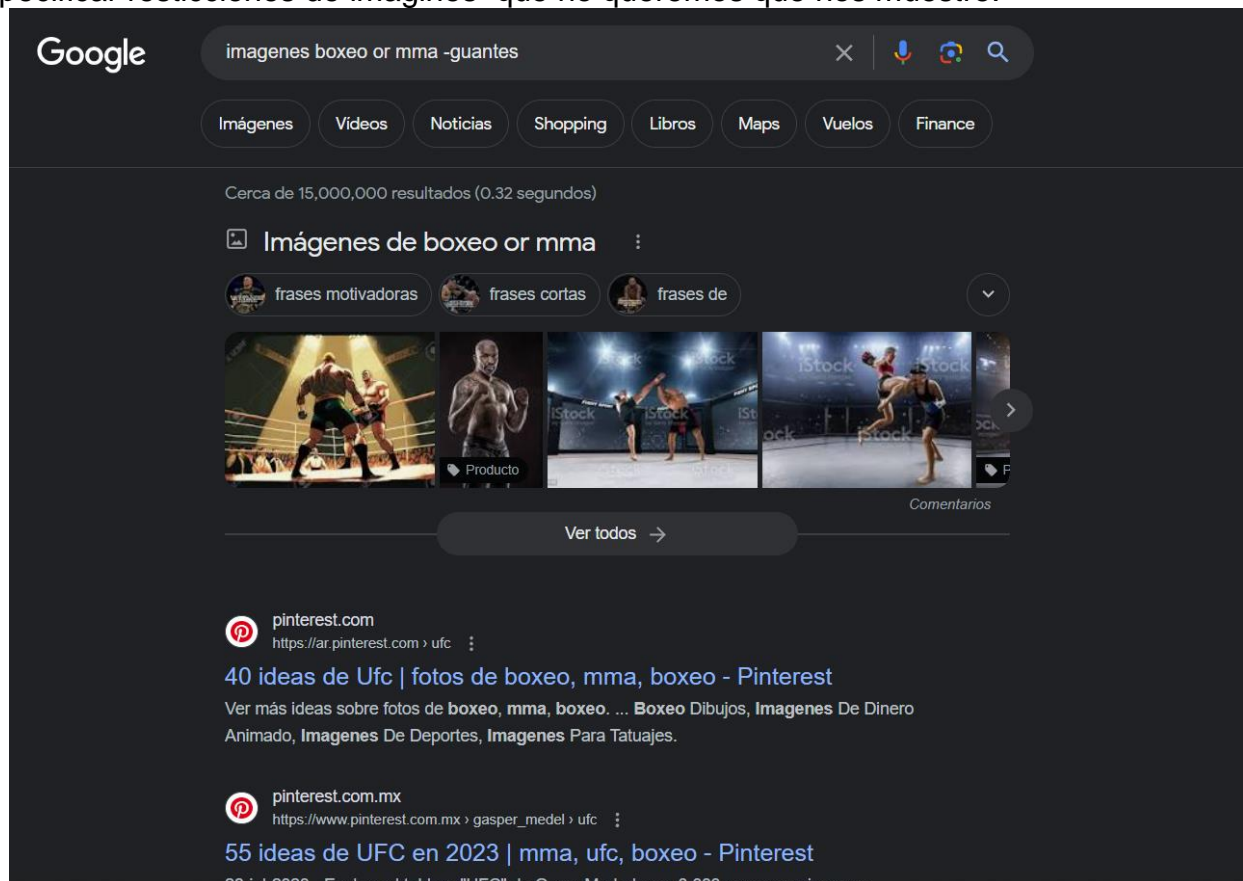 Google
imagenes boxeo or mma -guantes
Imágenes
Vídeos
Noticias
Shopping
Libros
Maps
Vuelos
Finance
Cerca de 15,000,000 resultados (0.32 segundos)
Imágenes de boxeo or mma
frases motivadoras
frases cortas
frases de
iStock
iStock
iStock
iStock
Producto
Comentarios
Ver todos
pinterest.com
https://ar.pinterest.com › ufc
40 ideas de Ufc | fotos de boxeo, mma, boxeo - Pinterest
Ver más ideas sobre fotos de boxeo, mma, boxeo. ... Boxeo Dibujos, Imagenes De Dinero
Animado, Imagenes De Deportes, Imagenes Para Tatuajes.
pinterest.com.mx
https://www.pinterest.com.mx › gasper_medel › ufc
55 ideas de UFC en 2023 | mma, ufc, boxeo - Pinterest